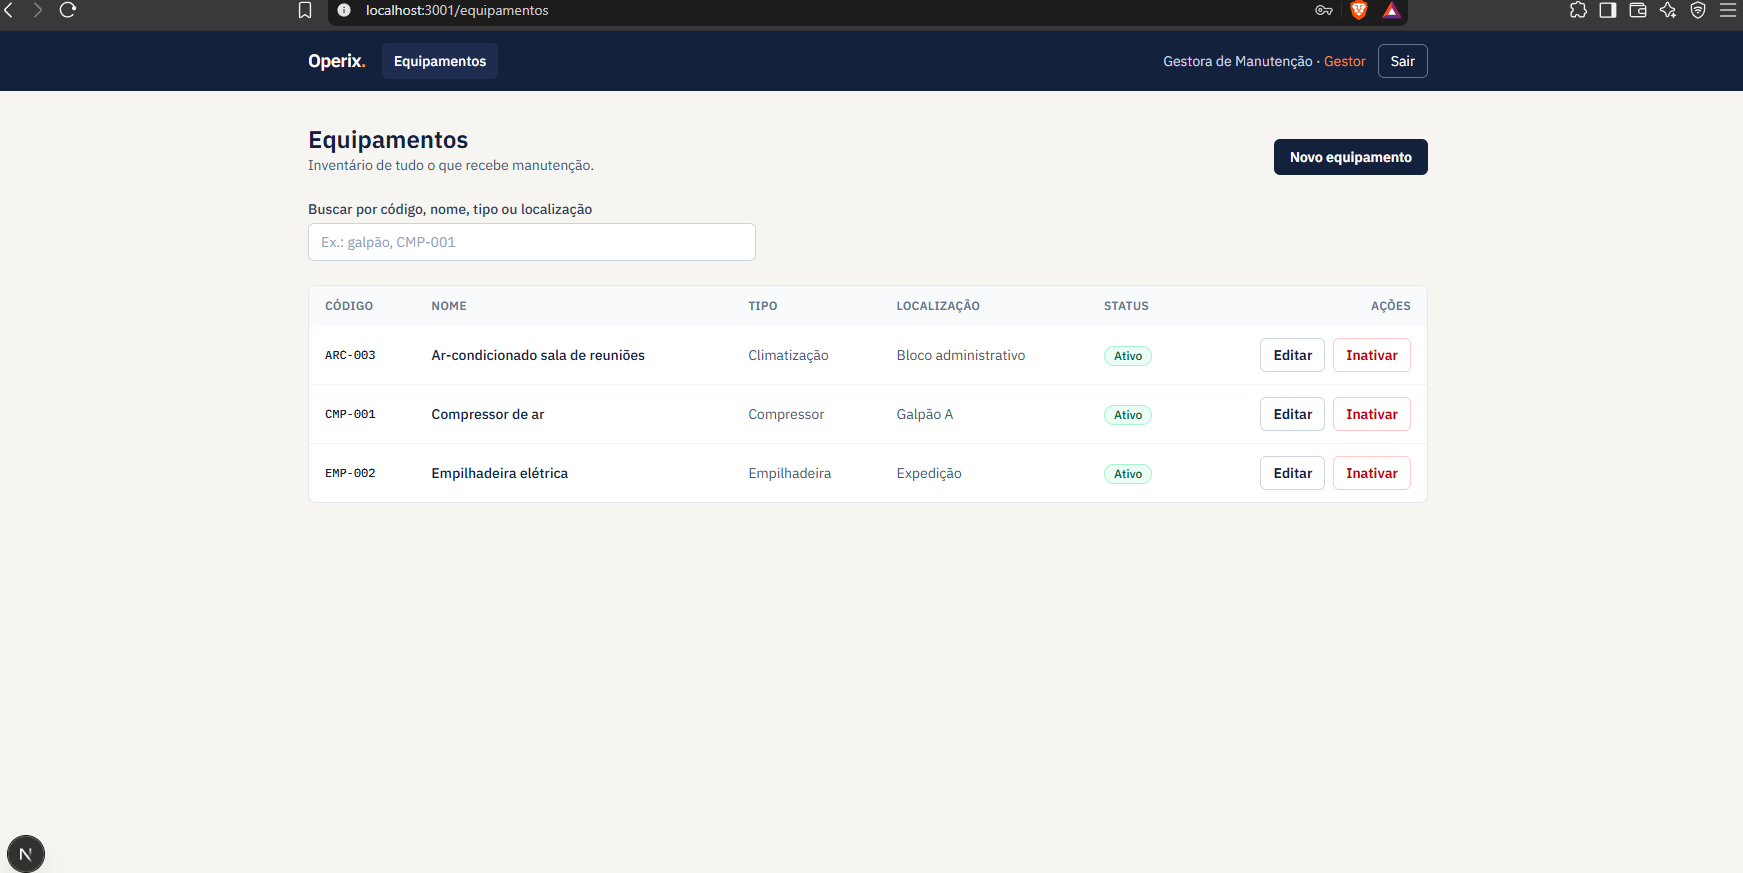 localhost:3001/equipamentos
Operix. Equipamentos Gestora de Manutenção · Gestor Sair
Equipamentos
Inventário de tudo o que recebe manutenção.
Novo equipamento
Buscar por código, nome, tipo ou localização
Ex.: galpão, CMP-001
CÓDIGO NOME TIPO LOCALIZAÇÃO STATUS AÇÕES
ARC-003 Ar-condicionado sala de reuniões Climatização Bloco administrativo Ativo Editar Inativar
CMP-001 Compressor de ar Compressor Galpão A Ativo Editar Inativar
EMP-002 Empilhadeira elétrica Empilhadeira Expedição Ativo Editar Inativar
N